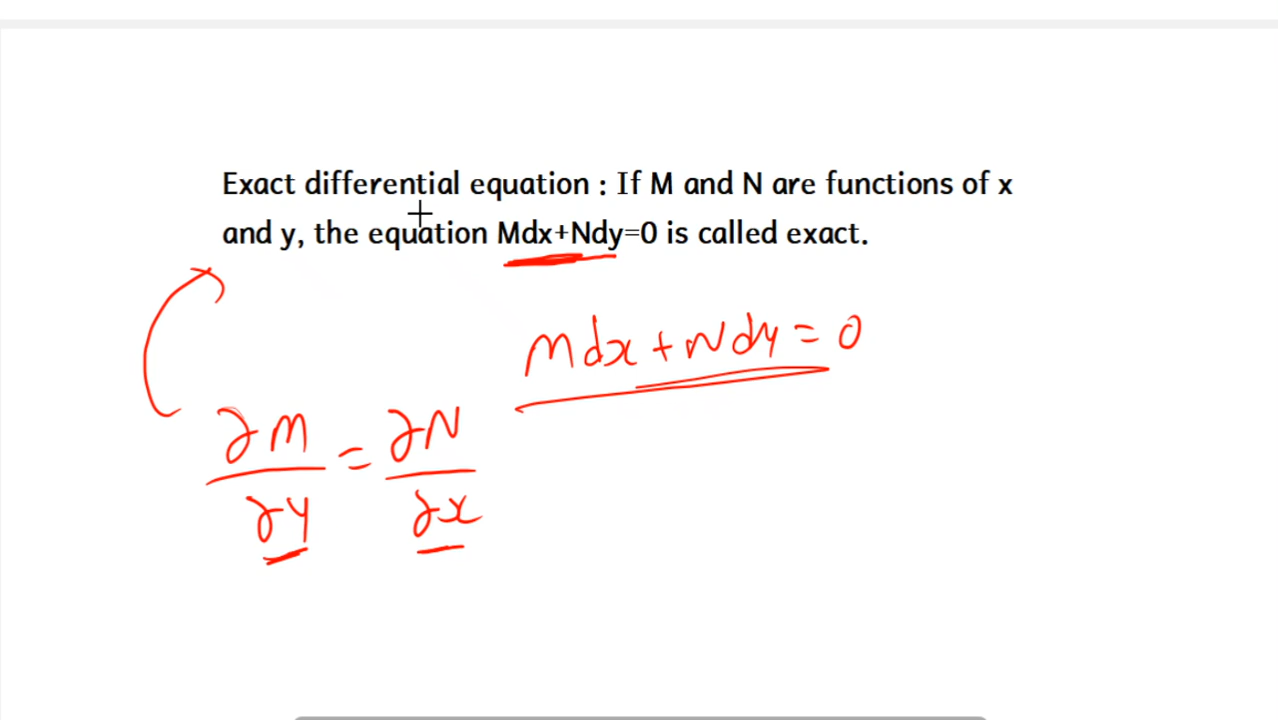 Exact differential equation : If M and N are functions of x
and y, the equation Mdx+Ndy=0 is called exact.
Mdx+Ndy=0
∂M/∂y = ∂N/∂x